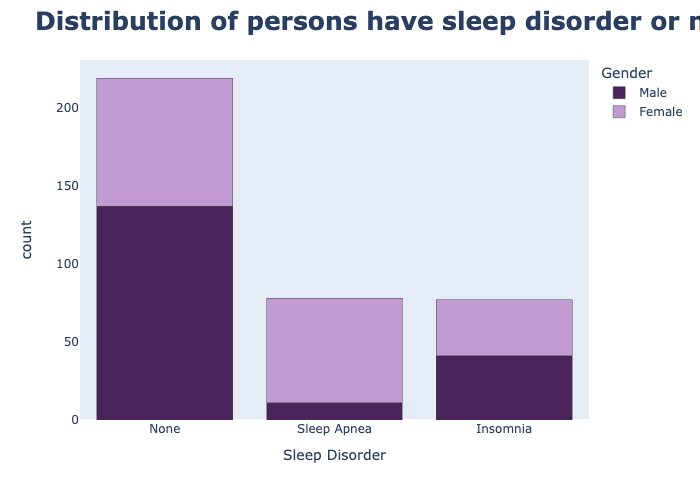 Distribution of persons have sleep disorder or
Gender
Male
Female
200
150
100
50
0
count
None
Sleep Apnea
Insomnia
Sleep Disorder